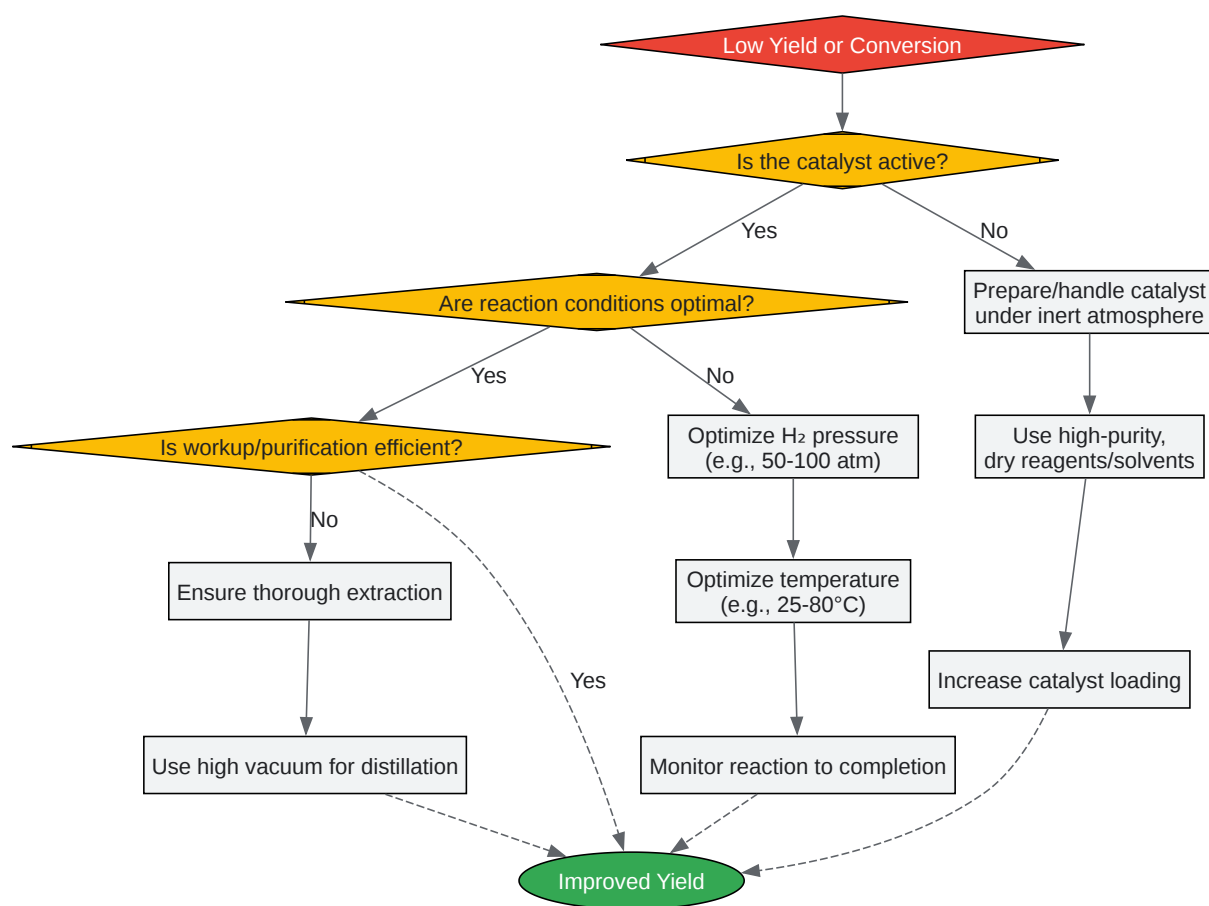 Low Yield or Conversion
Is the catalyst active?
Yes
No
Are reaction conditions optimal?
Prepare/handle catalyst
under inert atmosphere
Yes
No
Is workup/purification efficient?
Optimize H₂ pressure
(e.g., 50-100 atm)
Use high-purity,
dry reagents/solvents
No
Ensure thorough extraction
Optimize temperature
(e.g., 25-80°C)
Yes
Increase catalyst loading
Use high vacuum for distillation
Monitor reaction to completion
Improved Yield